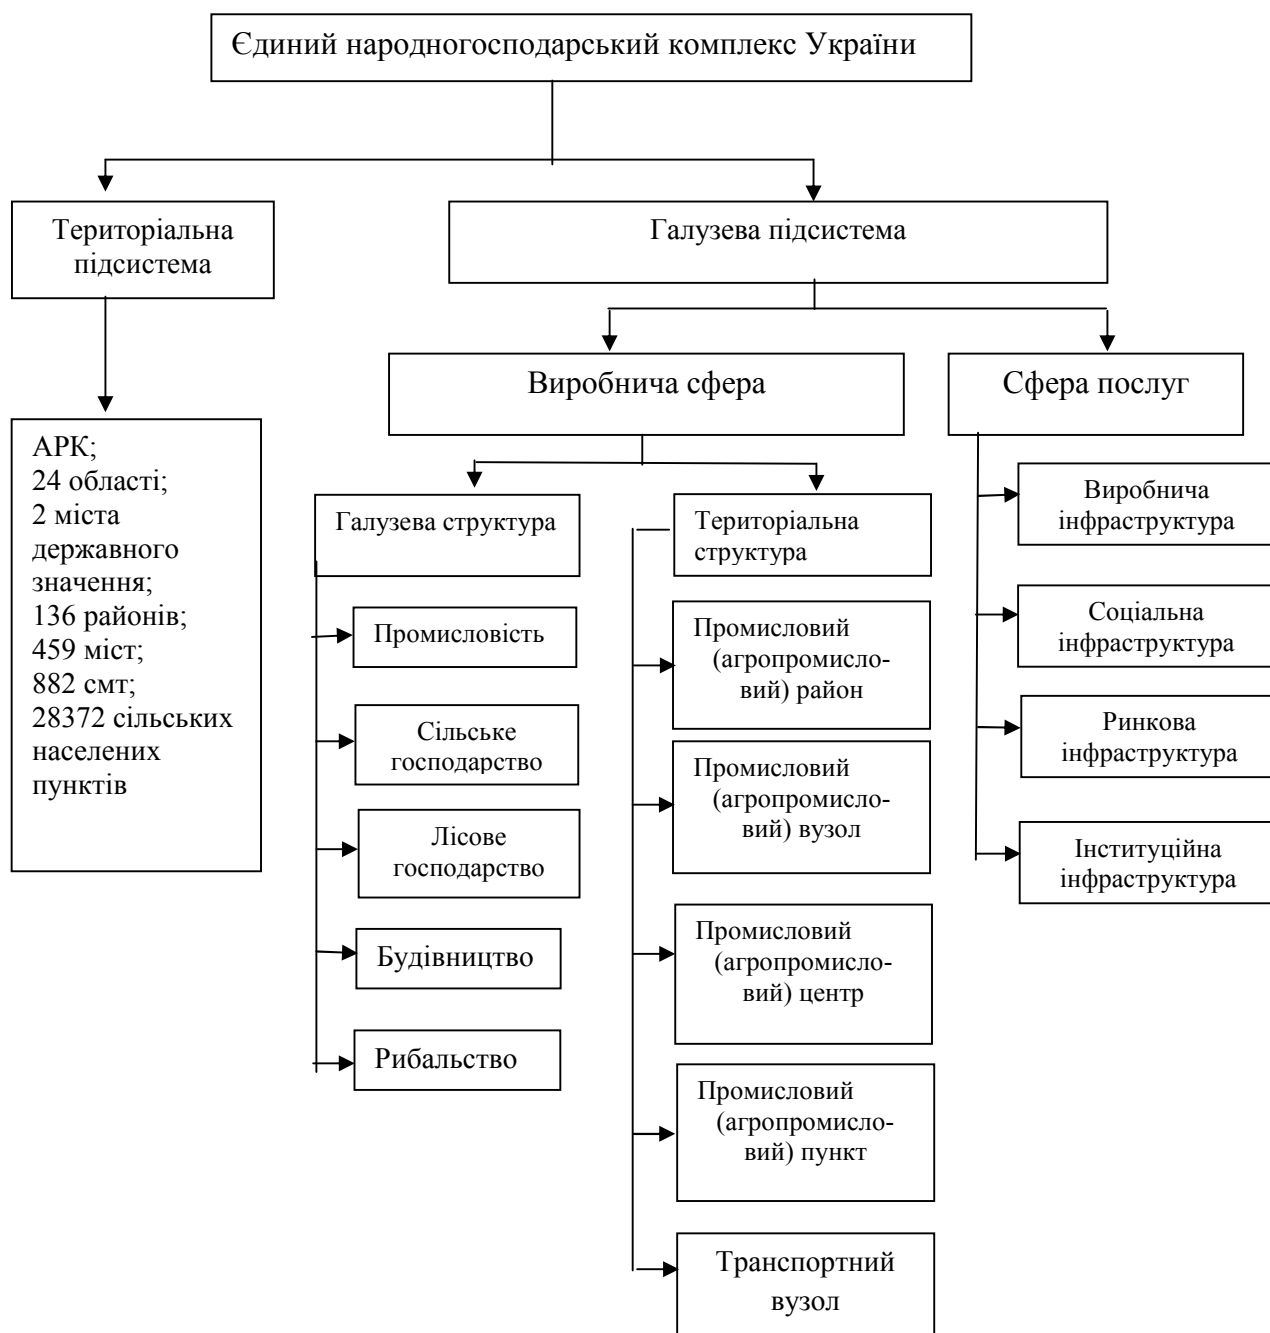 Єдиний народногосподарський комплекс України
Територіальна
підсистема
Галузева підсистема
Виробнича сфера
Сфера послуг
АРК;
24 області;
2 міста
державного
значення;
136 районів;
459 міст;
882 смт;
28372 сільських
населених
пунктів
Галузева структура
Промисловість
Сільське
господарство
Лісове
господарство
Будівництво
Рибальство
Територіальна
структура
Промисловий
(агропромисло-
вий) район
Промисловий
(агропромисло-
вий) вузол
Промисловий
(агропромисло-
вий) центр
Промисловий
(агропромисло-
вий) пункт
Транспортний
вузол
Виробнича
інфраструктура
Соціальна
інфраструктура
Ринкова
інфраструктура
Інституційна
інфраструктура